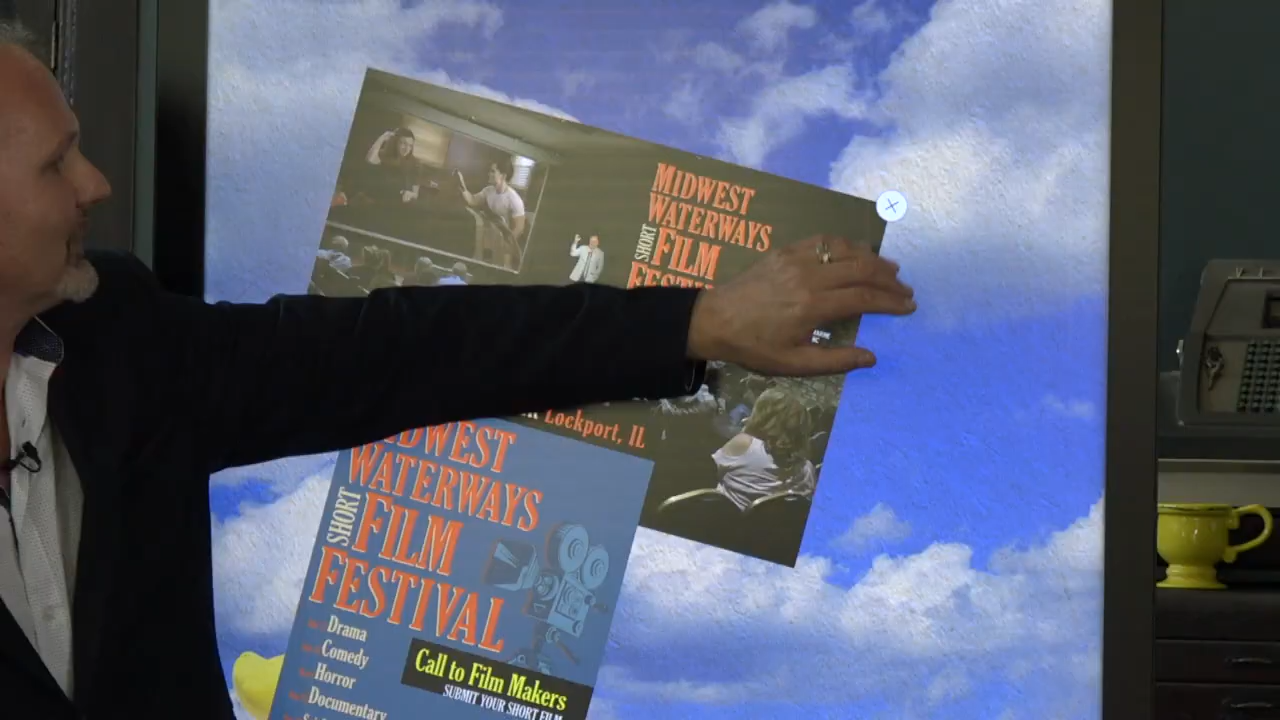 MIDWEST
WATERWAYS
SHORT
FILM
Lockport, IL
MIDWEST
WATERWAYS
SHORT
FILM
FESTIVAL
Drama
Comedy
Horror
Documentary
Call to Film Makers
SUBMIT YOUR SHORT FILM